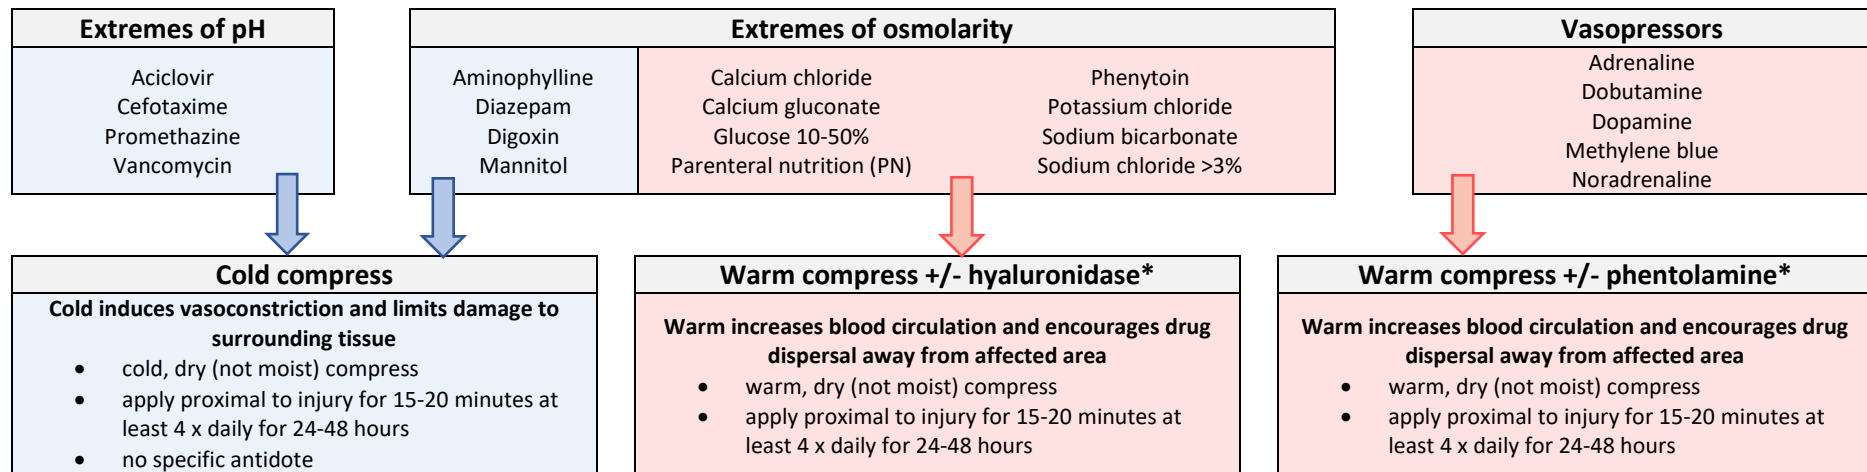 Extremes of pH
Aciclovir
Cefotaxime
Promethazine
Vancomycin
Extremes of osmolarity
Aminophylline
Diazepam
Digoxin
Mannitol
Calcium chloride
Calcium gluconate
Glucose 10-50%
Parenteral nutrition (PN)
Phenytoin
Potassium chloride
Sodium bicarbonate
Sodium chloride >3%
Vasopressors
Adrenaline
Dobutamine
Dopamine
Methylene blue
Noradrenaline
Cold compress
Cold induces vasoconstriction and limits damage to
surrounding tissue
• cold, dry (not moist) compress
• apply proximal to injury for 15-20 minutes at
least 4 x daily for 24-48 hours
• no specific antidote
Warm compress +/- hyaluronidase*
Warm increases blood circulation and encourages drug
dispersal away from affected area
• warm, dry (not moist) compress
• apply proximal to injury for 15-20 minutes at
least 4 x daily for 24-48 hours
Warm compress +/- phentolamine*
Warm increases blood circulation and encourages drug
dispersal away from affected area
• warm, dry (not moist) compress
• apply proximal to injury for 15-20 minutes at
least 4 x daily for 24-48 hours